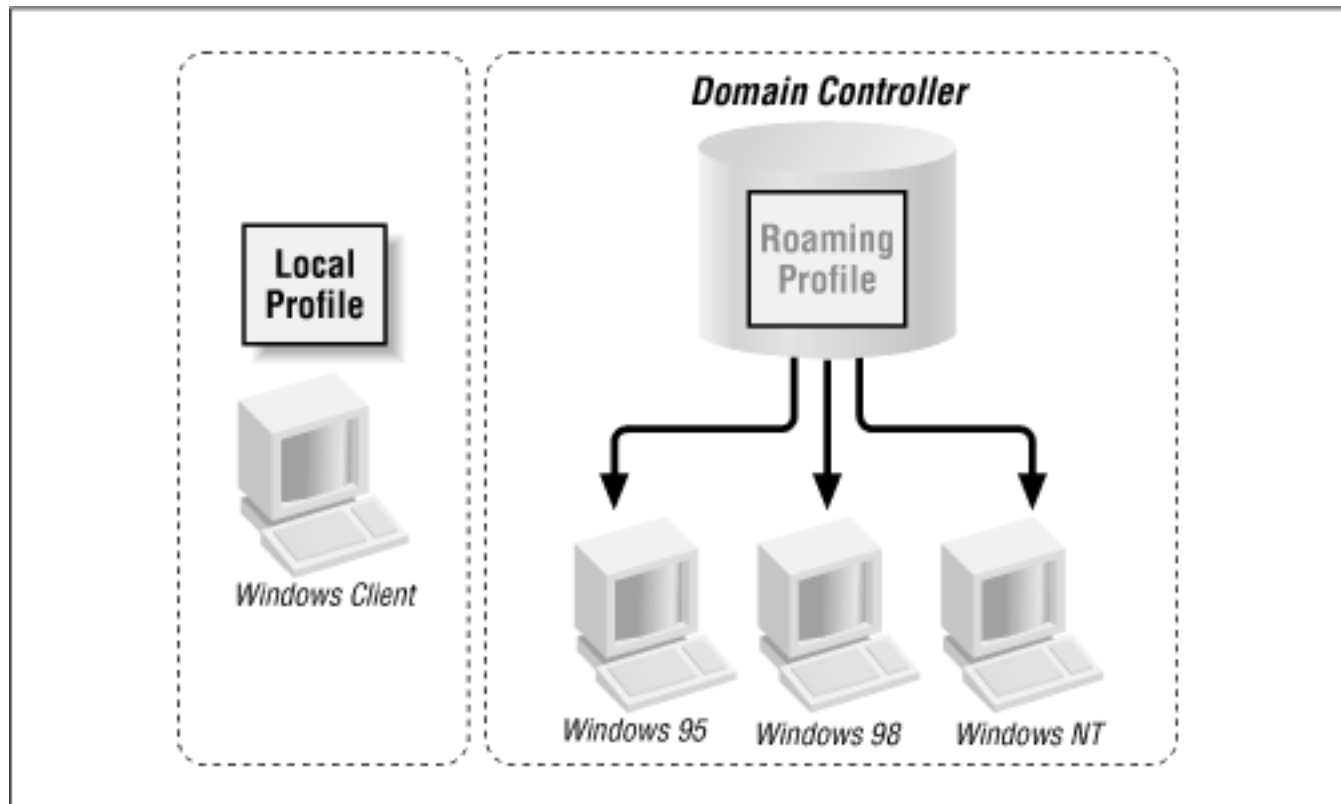 Local
Profile
Windows Client
Domain Controller
Roaming
Profile
Windows 95
Windows 98
Windows NT